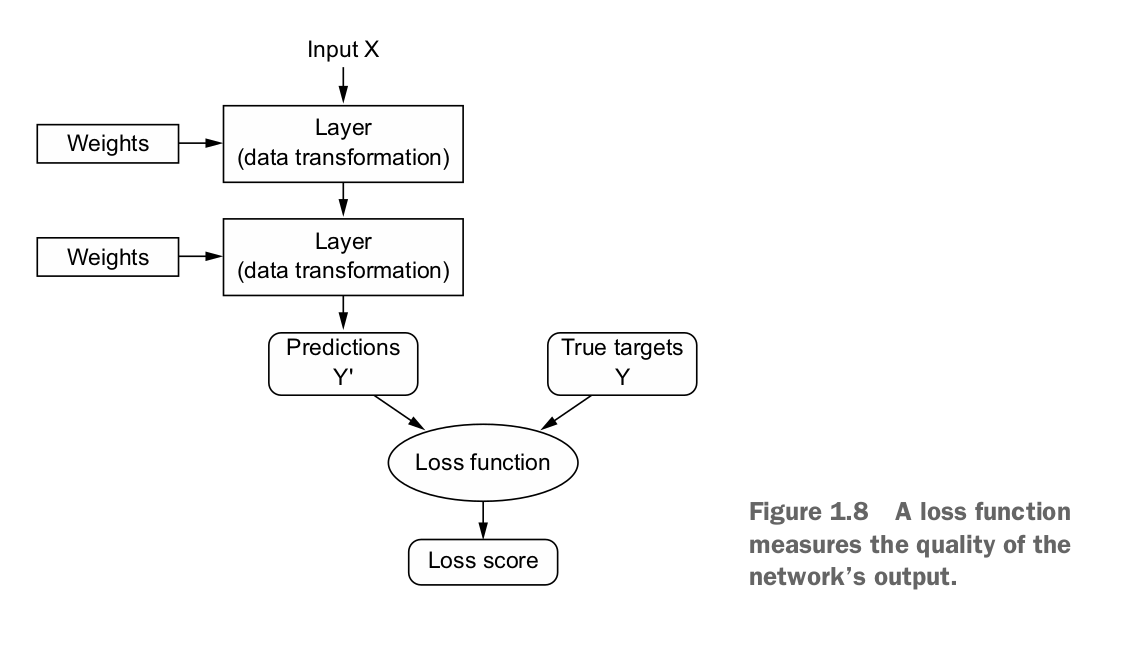 Input X
Weights
Layer
(data transformation)
Weights
Layer
(data transformation)
Predictions
Y'
True targets
Y
Loss function
Loss score
Figure 1.8 A loss function
measures the quality of the
network’s output.